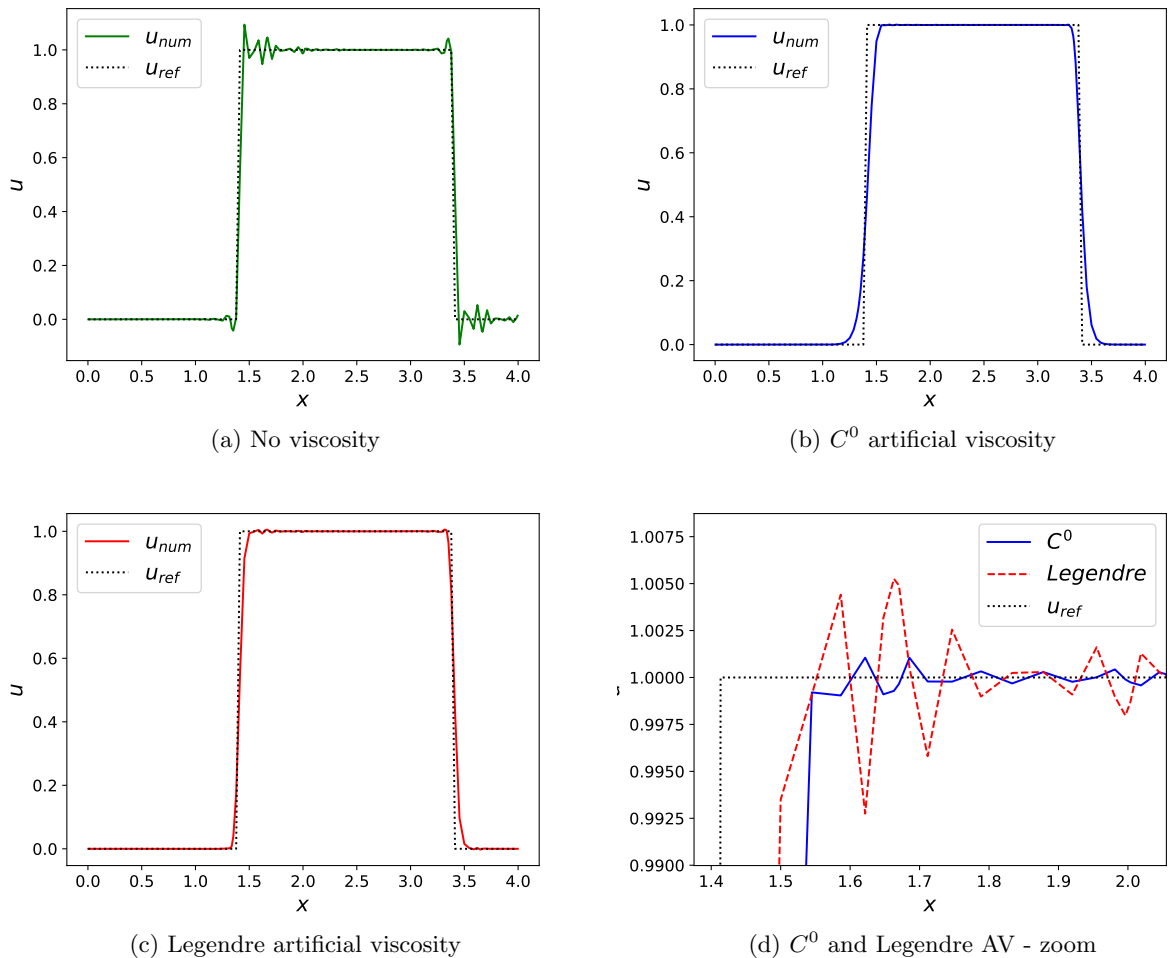 u_num
u_ref
1.0
0.8
0.6
0.4
0.2
0.0
u
0.0 0.5 1.0 1.5 2.0 2.5 3.0 3.5 4.0
x
(a) No viscosity
u_num
u_ref
1.0
0.8
0.6
0.4
0.2
0.0
u
0.0 0.5 1.0 1.5 2.0 2.5 3.0 3.5 4.0
x
(b) C^0 artificial viscosity
u_num
u_ref
1.0
0.8
0.6
0.4
0.2
0.0
u
0.0 0.5 1.0 1.5 2.0 2.5 3.0 3.5 4.0
x
(c) Legendre artificial viscosity
C^0
Legendre
u_ref
1.0075
1.0050
1.0025
1.0000
0.9975
0.9950
0.9925
0.9900
1.4 1.5 1.6 1.7 1.8 1.9 2.0
x
(d) C^0 and Legendre AV - zoom